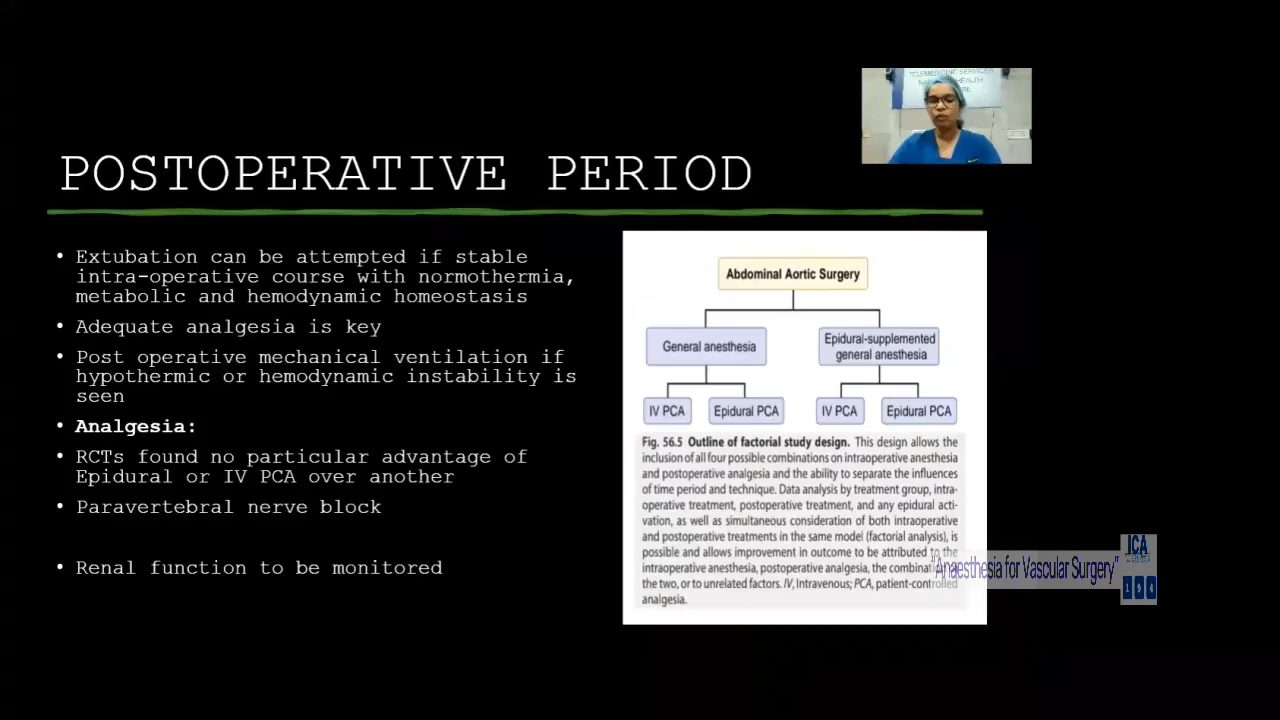 TELEMEDICINE SERVICES
POSTOPERATIVE PERIOD
• Extubation can be attempted if stable
intra-operative course with normothermia,
metabolic and hemodynamic homeostasis
• Adequate analgesia is key
• Post operative mechanical ventilation if
hypothermic or hemodynamic instability is
seen
• Analgesia:
• RCTs found no particular advantage of
Epidural or IV PCA over another
• Paravertebral nerve block
• Renal function to be monitored
Abdominal Aortic Surgery
General anesthesia
Epidural-supplemented
general anesthesia
IV PCA
Epidural PCA
IV PCA
Epidural PCA
Fig. 56.5 Outline of factorial study design. This design allows the
inclusion of all four possible combinations on intraoperative anesthesia
and postoperative analgesia and the ability to separate the influences
of time period and technique. Data analysis by treatment group, intra-
operative treatment, postoperative treatment, and any epidural acti-
vation, as well as simultaneous consideration of both intraoperative
and postoperative treatments in the same model (factorial analysis), is
possible and allows improvement in outcome to be attributed to the
intraoperative anesthesia, postoperative analgesia, the combination
the two, or to unrelated factors. IV, Intravenous; PCA, patient-controlled
analgesia.
"Anaesthesia for Vascular Surgery"
ICA